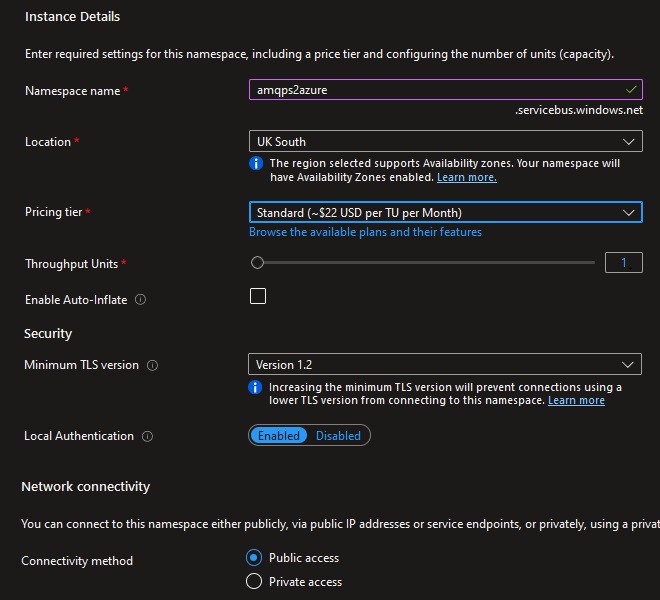 Instance Details
Enter required settings for this namespace, including a price tier and configuring the number of units (capacity).
Namespace name *
amqps2azure
.servicebus.windows.net
Location *
UK South
The region selected supports Availability zones. Your namespace will
have Availability Zones enabled. Learn more.
Pricing tier *
Standard (~$22 USD per TU per Month)
Browse the available plans and their features
Throughput Units *
1
Enable Auto-Inflate
Security
Minimum TLS version
Version 1.2
Increasing the minimum TLS version will prevent connections using a
lower TLS version from connecting to this namespace. Learn more
Local Authentication
Enabled Disabled
Network connectivity
You can connect to this namespace either publicly, via public IP addresses or service endpoints, or privately, using a privat
Connectivity method
Public access
Private access